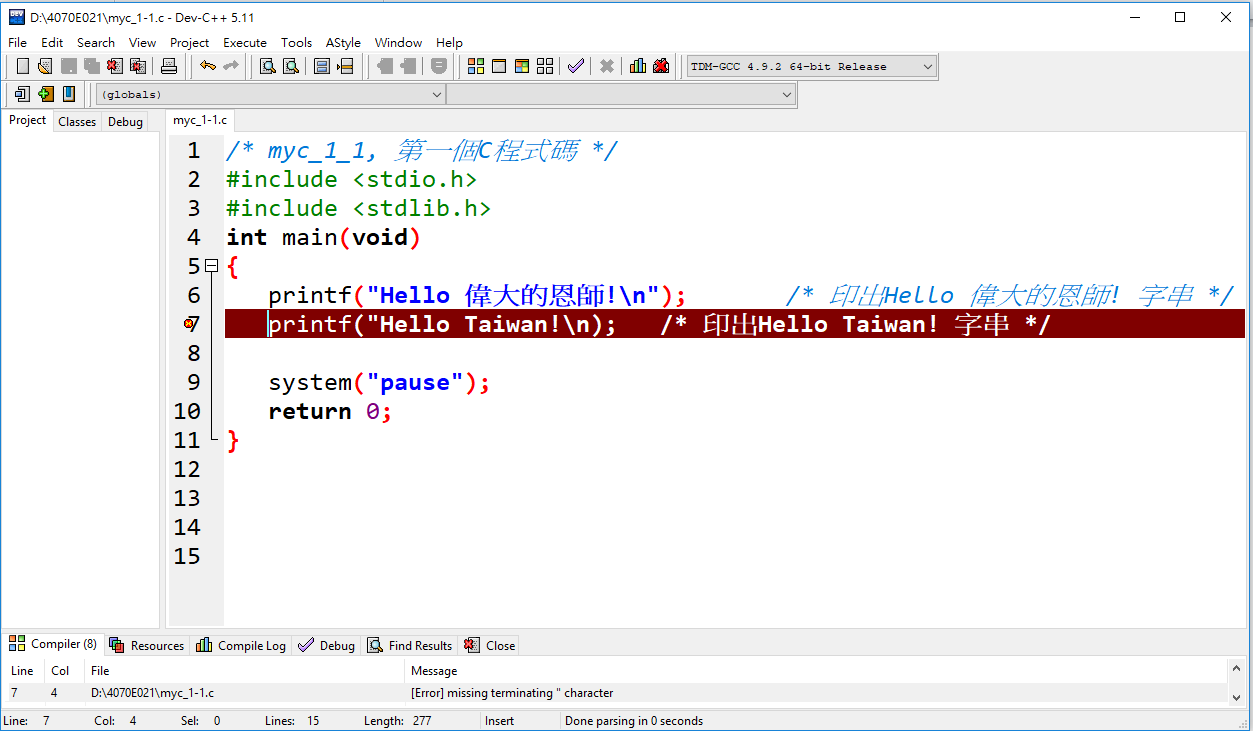 D:\4070E021\myc_1-1.c - Dev-C++ 5.11
File Edit Search View Project Execute Tools AStyle Window Help
TDM-GCC 4.9.2 64-bit Release
(globals)
Project Classes Debug myc_1-1.c
1 /* myc_1_1, 第一個C程式碼 */
2 #include <stdio.h>
3 #include <stdlib.h>
4 int main(void)
5 {
6 printf("Hello 偉大的恩師!\n"); /* 印出Hello 偉大的恩師! 字串 */
7 printf("Hello Taiwan!\n); /* 印出Hello Taiwan! 字串 */
8
9 system("pause");
10 return 0;
11 }
12
13
14
15
Compiler (8) Resources Compile Log Debug Find Results Close
Line Col File Message
7 4 D:\4070E021\myc_1-1.c [Error] missing terminating " character
Line: 7 Col: 4 Sel: 0 Lines: 15 Length: 277 Insert Done parsing in 0 seconds